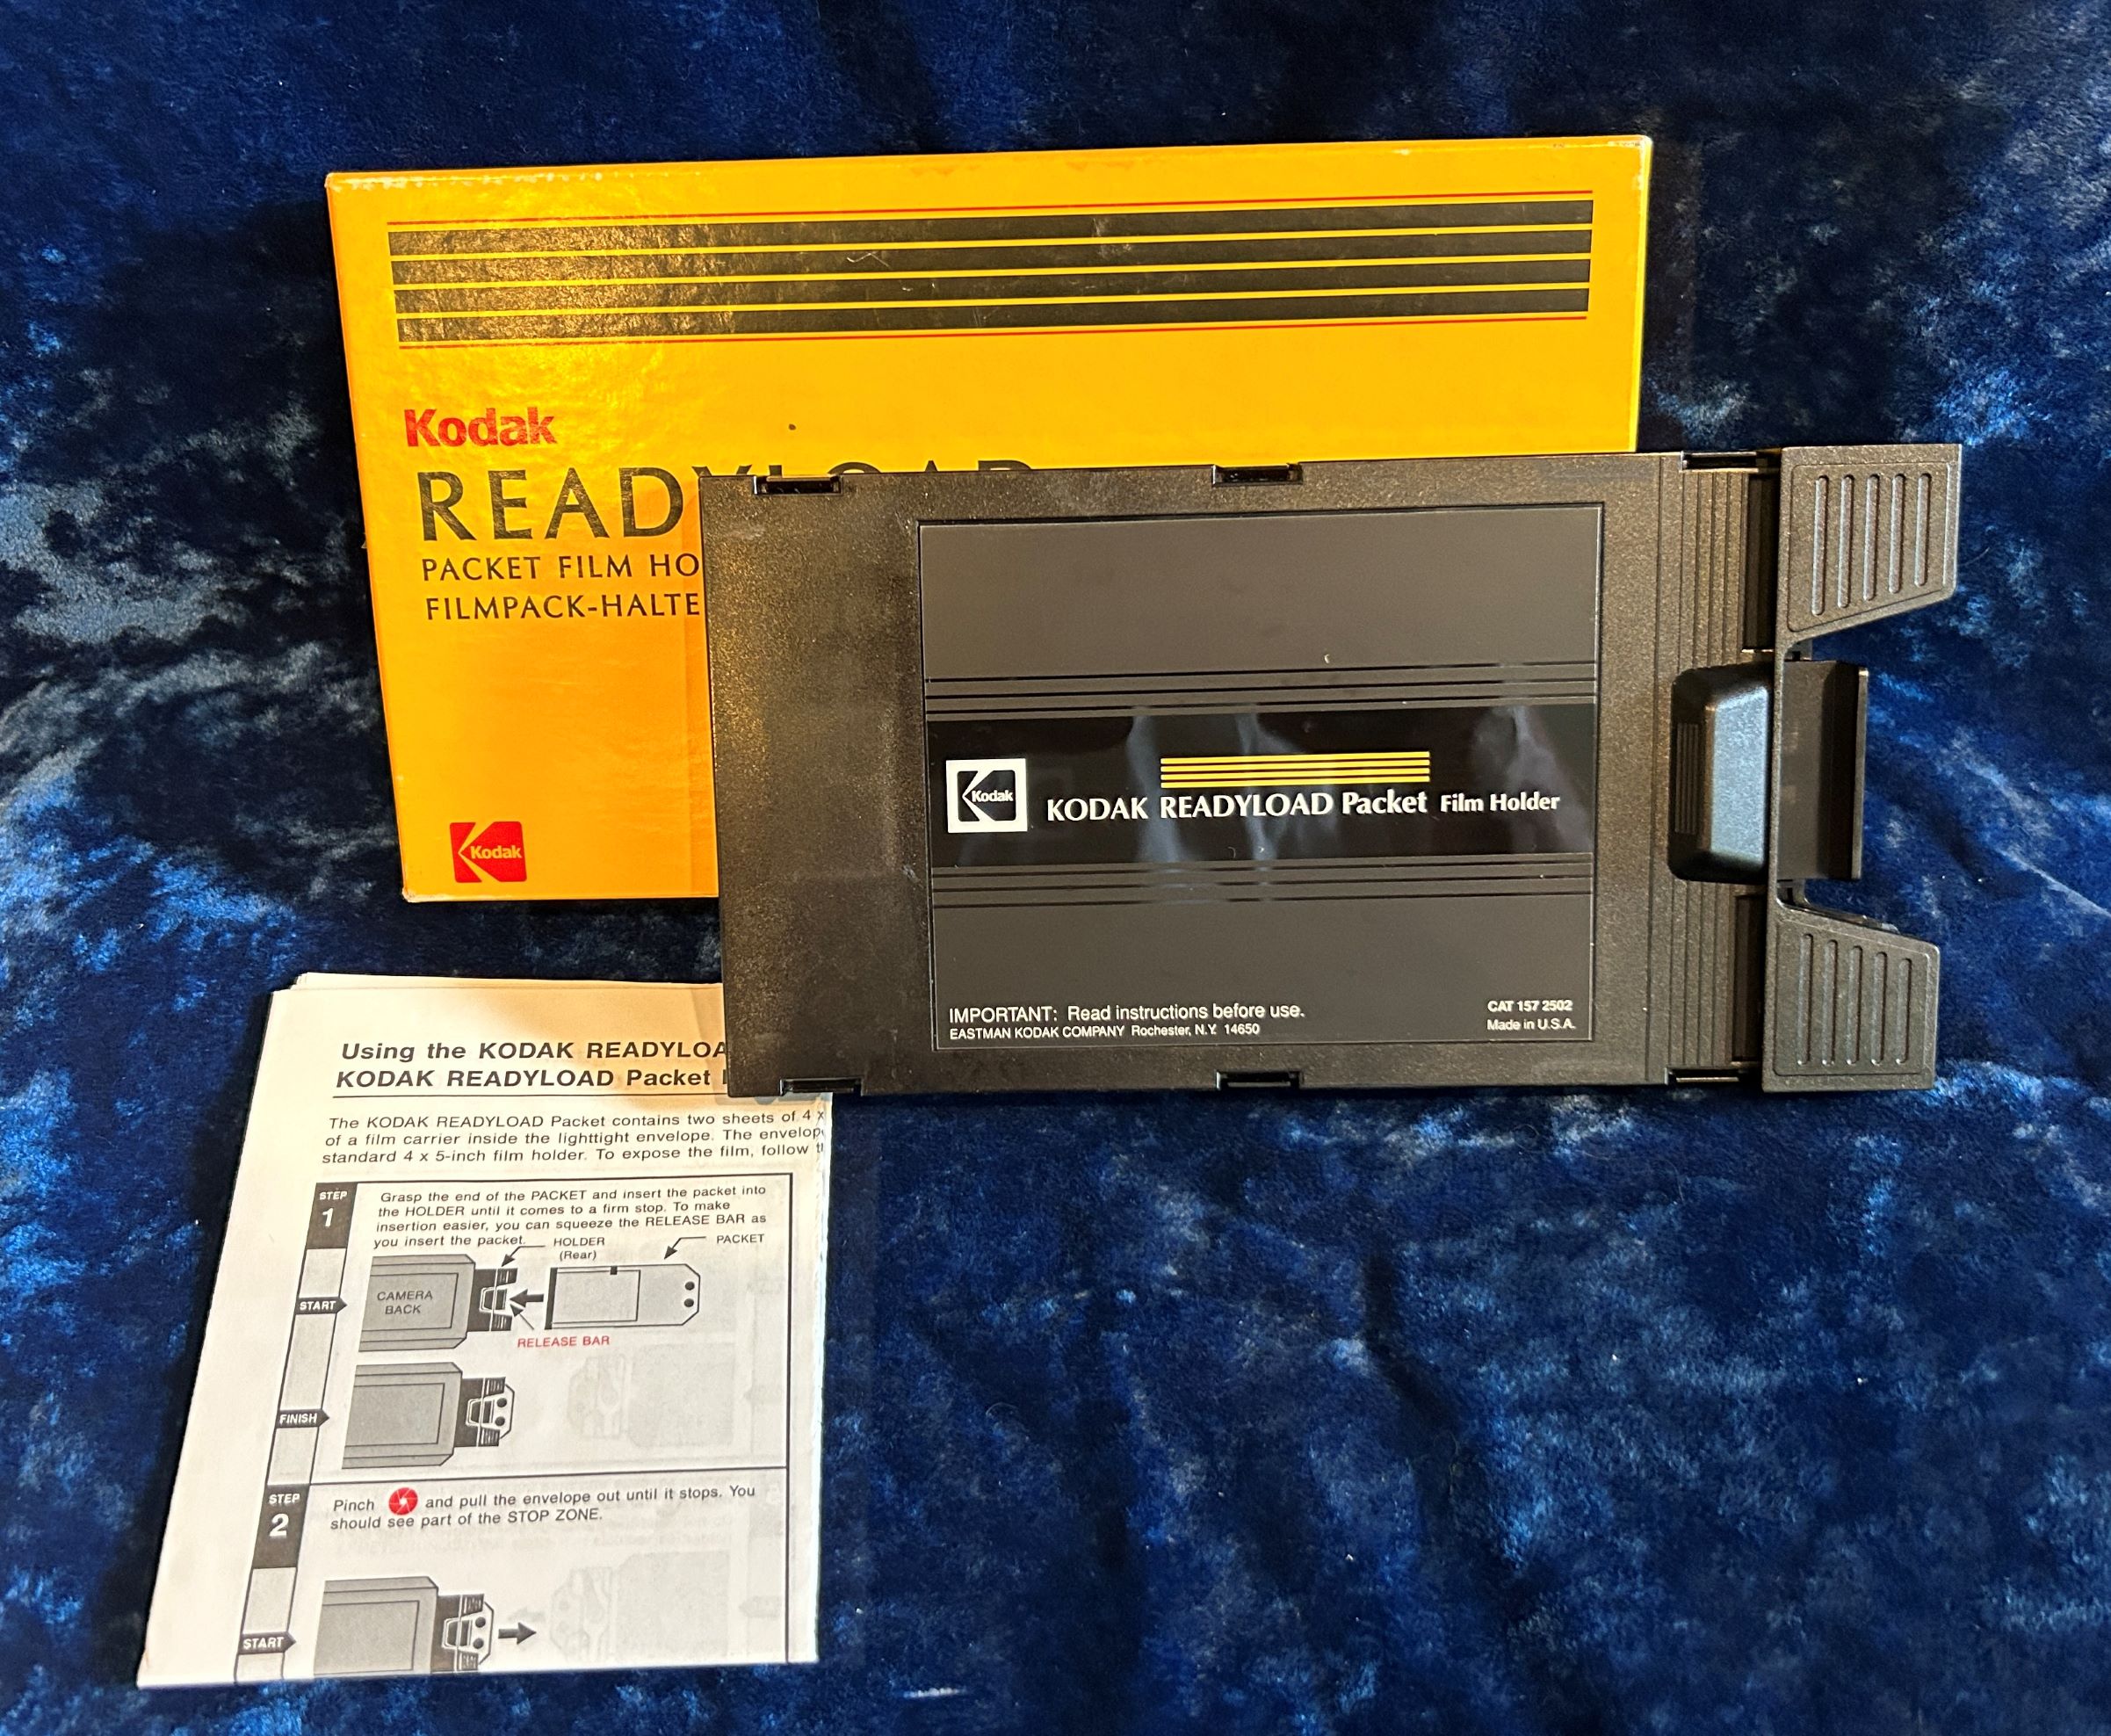 Kodak
READYLOAD
PACKET FILM HO
FILMPACK-HALTE
Kodak
Kodak
KODAK READYLOAD Packet Film Holder
IMPORTANT: Read instructions before use.
EASTMAN KODAK COMPANY Rochester, N.Y. 14650
CAT 157 2502
Made in U.S.A.
Using the KODAK READYLOA
KODAK READYLOAD Packet
The KODAK READYLOAD Packet contains two sheets of 4 x
of a film carrier inside the lighttight envelope. The envelop
standard 4 x 5-inch film holder. To expose the film, follow t
STEP
1
Grasp the end of the PACKET and insert the packet into
the HOLDER until it comes to a firm stop. To make
insertion easier, you can squeeze the RELEASE BAR as
you insert the packet.
HOLDER
(Rear)
PACKET
CAMERA
BACK
START
RELEASE BAR
FINISH
STEP
2
Pinch and pull the envelope out until it stops. You
should see part of the STOP ZONE.
START